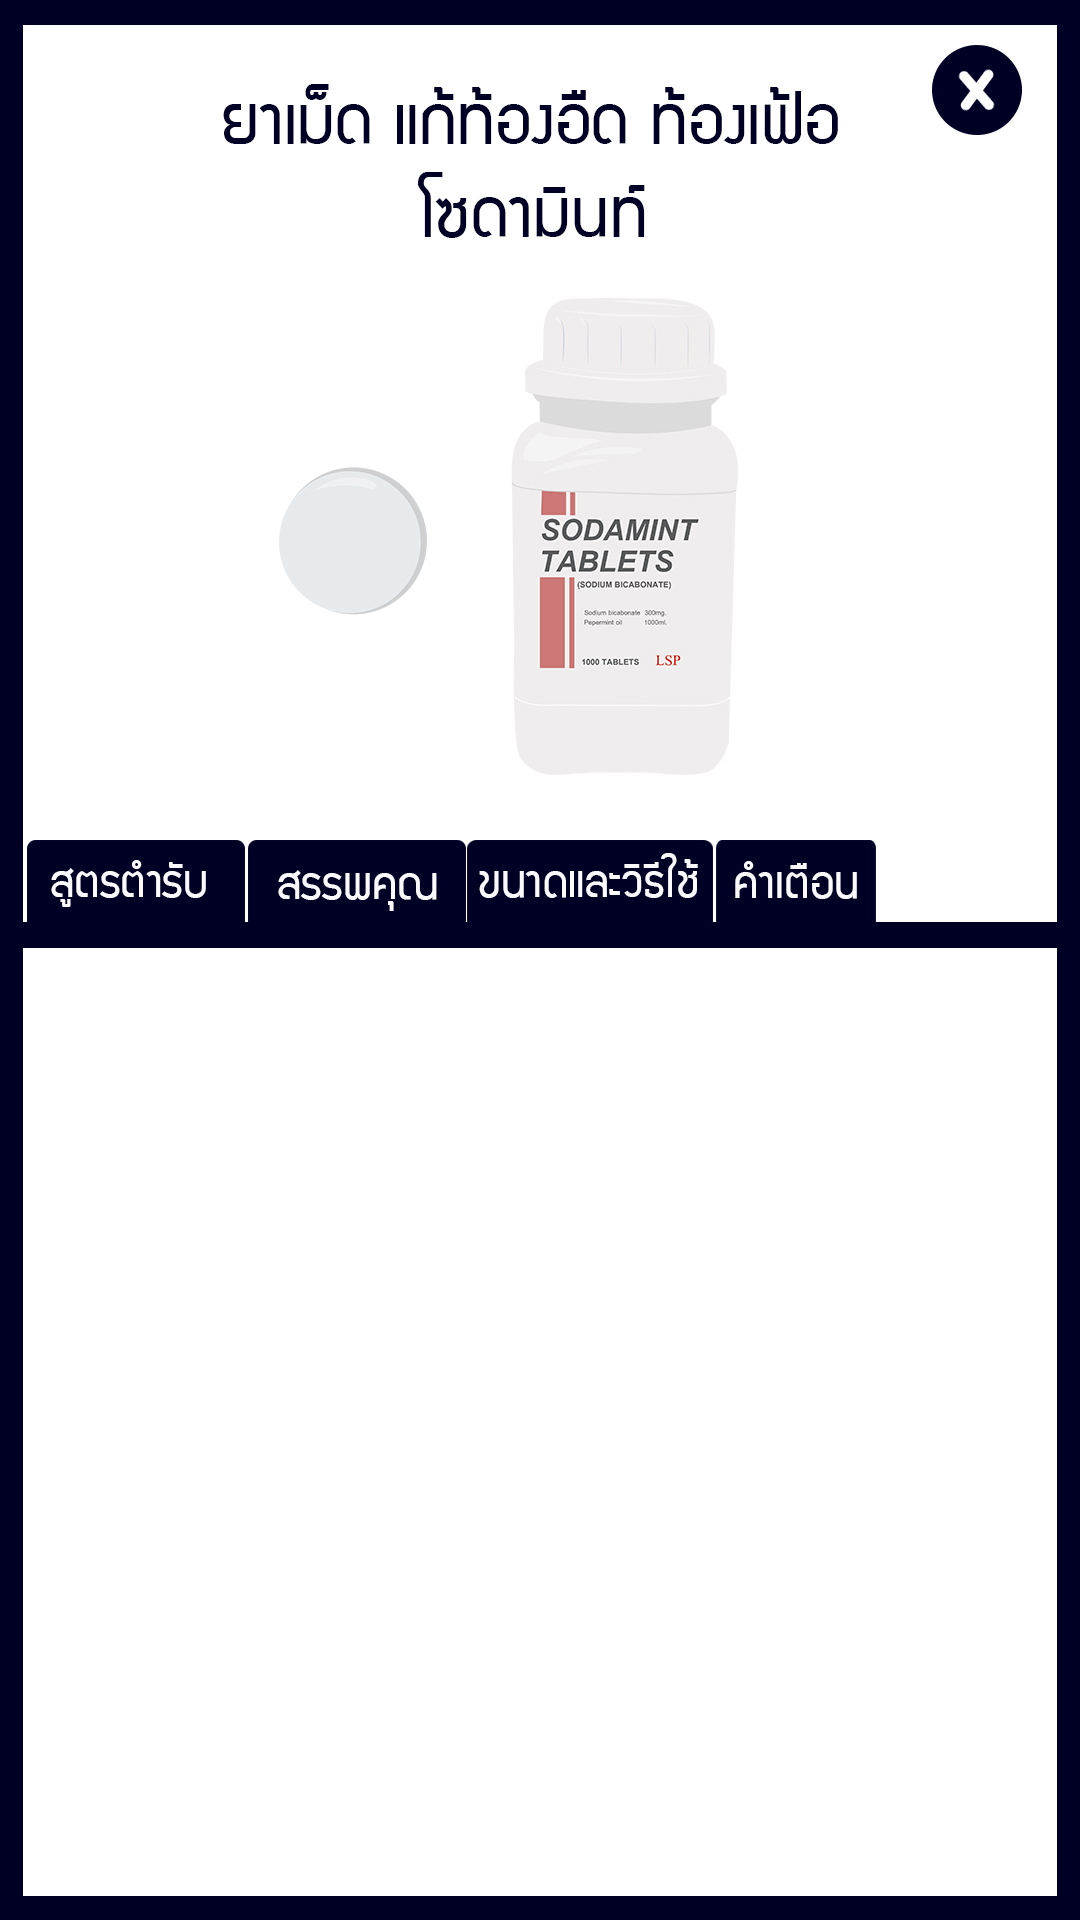 ยาเม็ด แก้ท้องอืด ท้องเฟ้อ
โซดามินท์
X
SODAMINT
TABLETS
(SODIUM BICABONATE)
Sodium bicabonate 300mg.
Pepermint oil 1000ml.
1000 TABLETS LSP
สูตรตำรับ สรรพคุณ ขนาดและวิธีใช้ คำเตือน